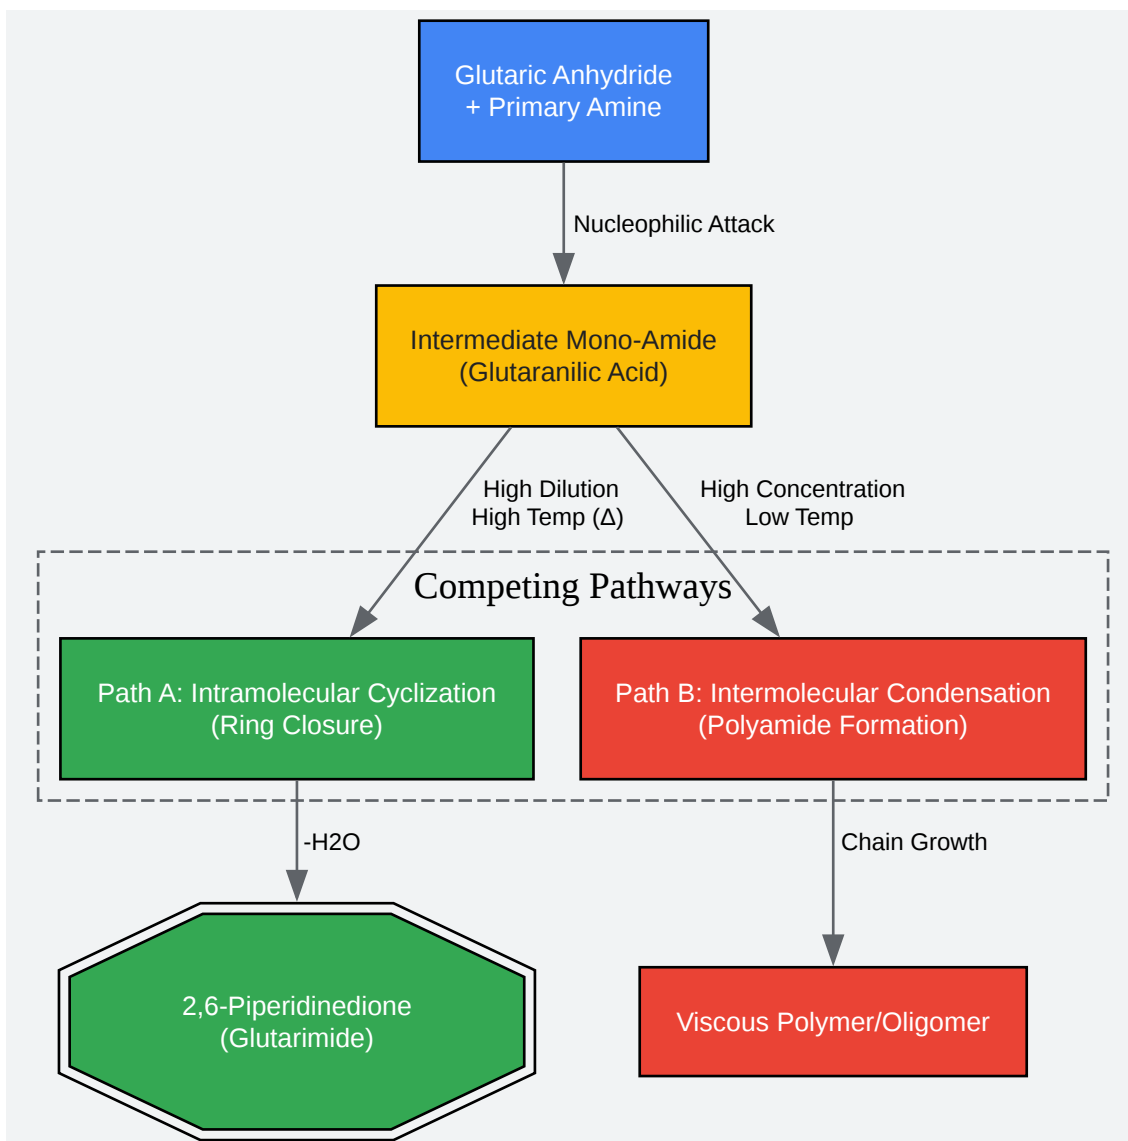 Glutaric Anhydride
+ Primary Amine
Nucleophilic Attack
Intermediate Mono-Amide
(Glutaranilic Acid)
High Dilution
High Temp (Δ)
High Concentration
Low Temp
Competing Pathways
Path A: Intramolecular Cyclization
(Ring Closure)
Path B: Intermolecular Condensation
(Polyamide Formation)
-H2O
Chain Growth
2,6-Piperidinedione
(Glutarimide)
Viscous Polymer/Oligomer